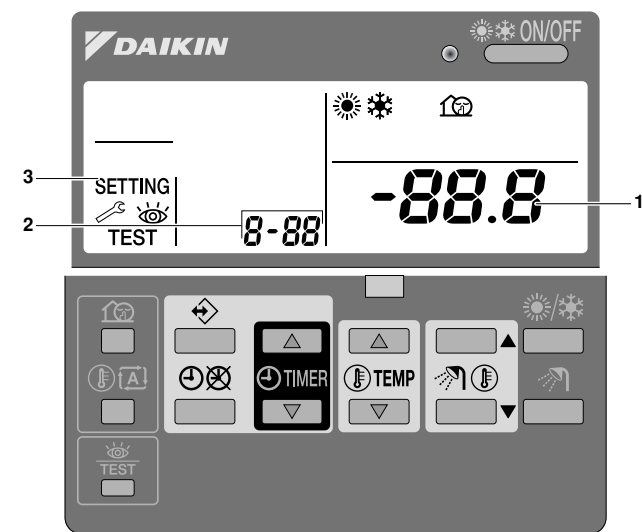 DAIKIN
ON/OFF
3
SETTING
-88.8
1
2
8-88
TEST
TIMER
TEMP
A
TEST